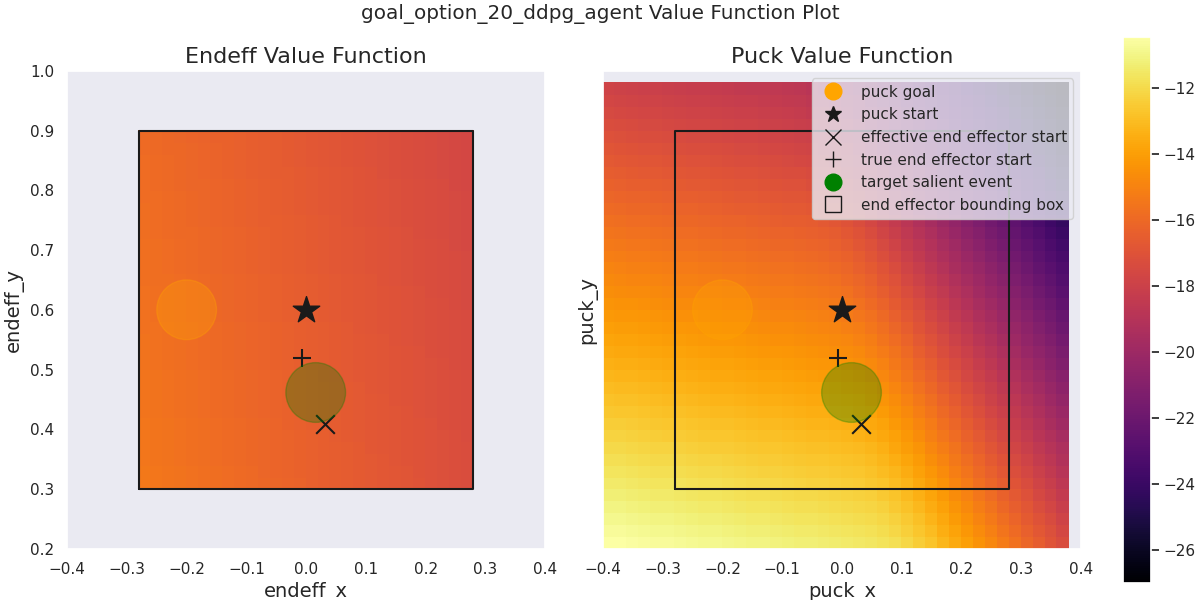 goal_option_20_ddpg_agent Value Function Plot
Endeff Value Function
endeff_y
1.0
0.9
0.8
0.7
0.6
0.5
0.4
0.3
0.2
−0.4 −0.3 −0.2 −0.1 0.0 0.1 0.2 0.3 0.4
endeff_x
Puck Value Function
puck goal
puck start
effective end effector start
true end effector start
target salient event
end effector bounding box
puck_y
−0.4 −0.3 −0.2 −0.1 0.0 0.1 0.2 0.3 0.4
puck_x
−12
−14
−16
−18
−20
−22
−24
−26